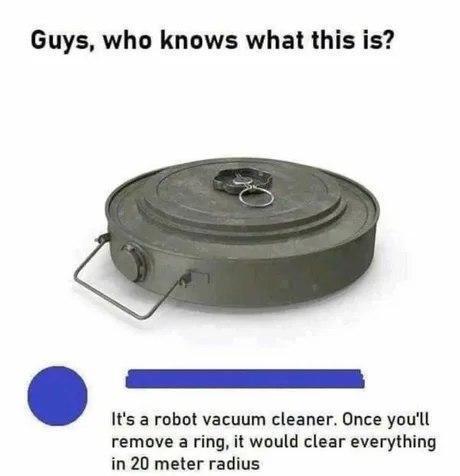 Guys, who knows what this is?
It's a robot vacuum cleaner. Once you'll
remove a ring, it would clear everything
in 20 meter radius